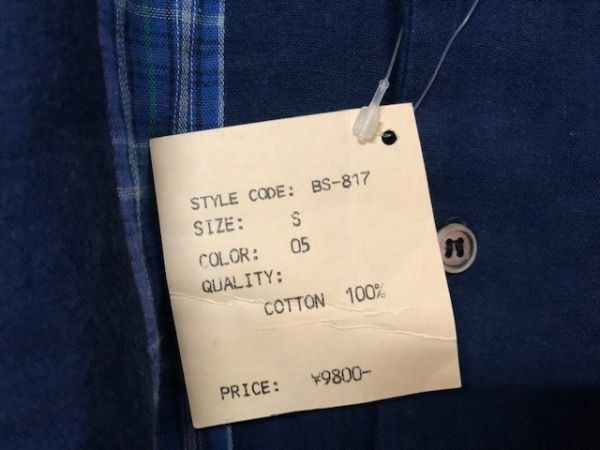 STYLE CODE: BS-817
SIZE: S
COLOR: 05
QUALITY:
COTTON 100%
PRICE: ¥9800-